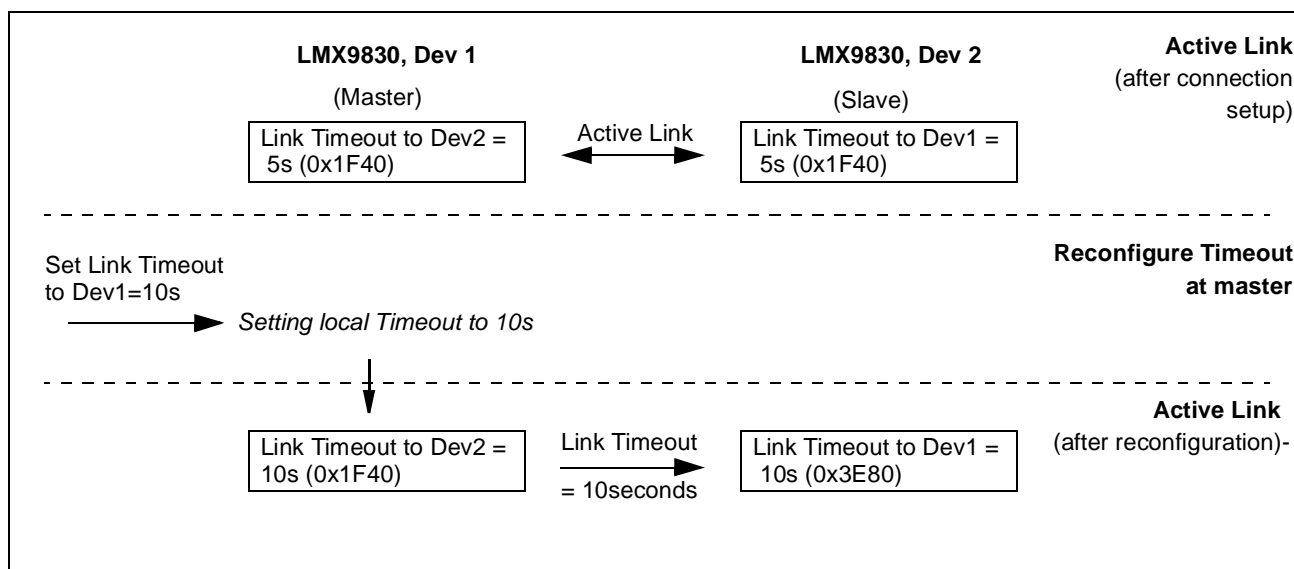 LMX9830, Dev 1
(Master)
LMX9830, Dev 2
(Slave)
Active Link
(after connection
setup)
Link Timeout to Dev2 =
5s (0x1F40)
Active Link
Link Timeout to Dev1 =
5s (0x1F40)
Reconfigure Timeout
at master
Set Link Timeout
to Dev1=10s
Setting local Timeout to 10s
Active Link
(after reconfiguration)-
Link Timeout to Dev2 =
10s (0x1F40)
Link Timeout
= 10seconds
Link Timeout to Dev1 =
10s (0x3E80)